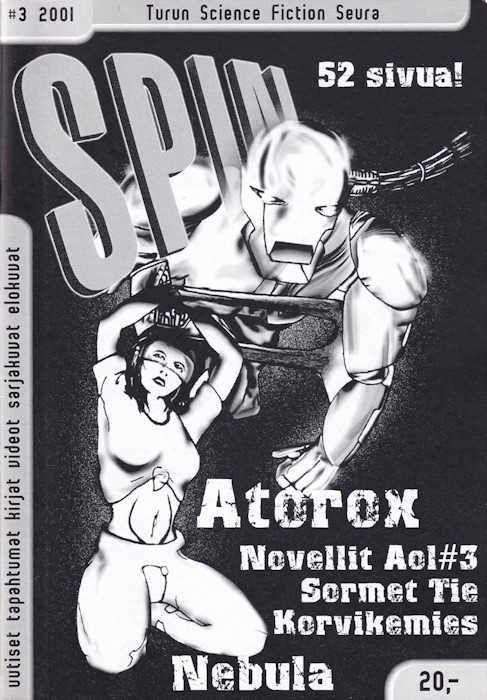 #3 2001
Turun Science Fiction Seura
SPIN
52 sivua!
uutiset tapahtumat kirjat videot sarjakuvat elokuvat
Atorox
Novellit Aol#3
Sormet Tie
Korvikemies
Nebula
20,-